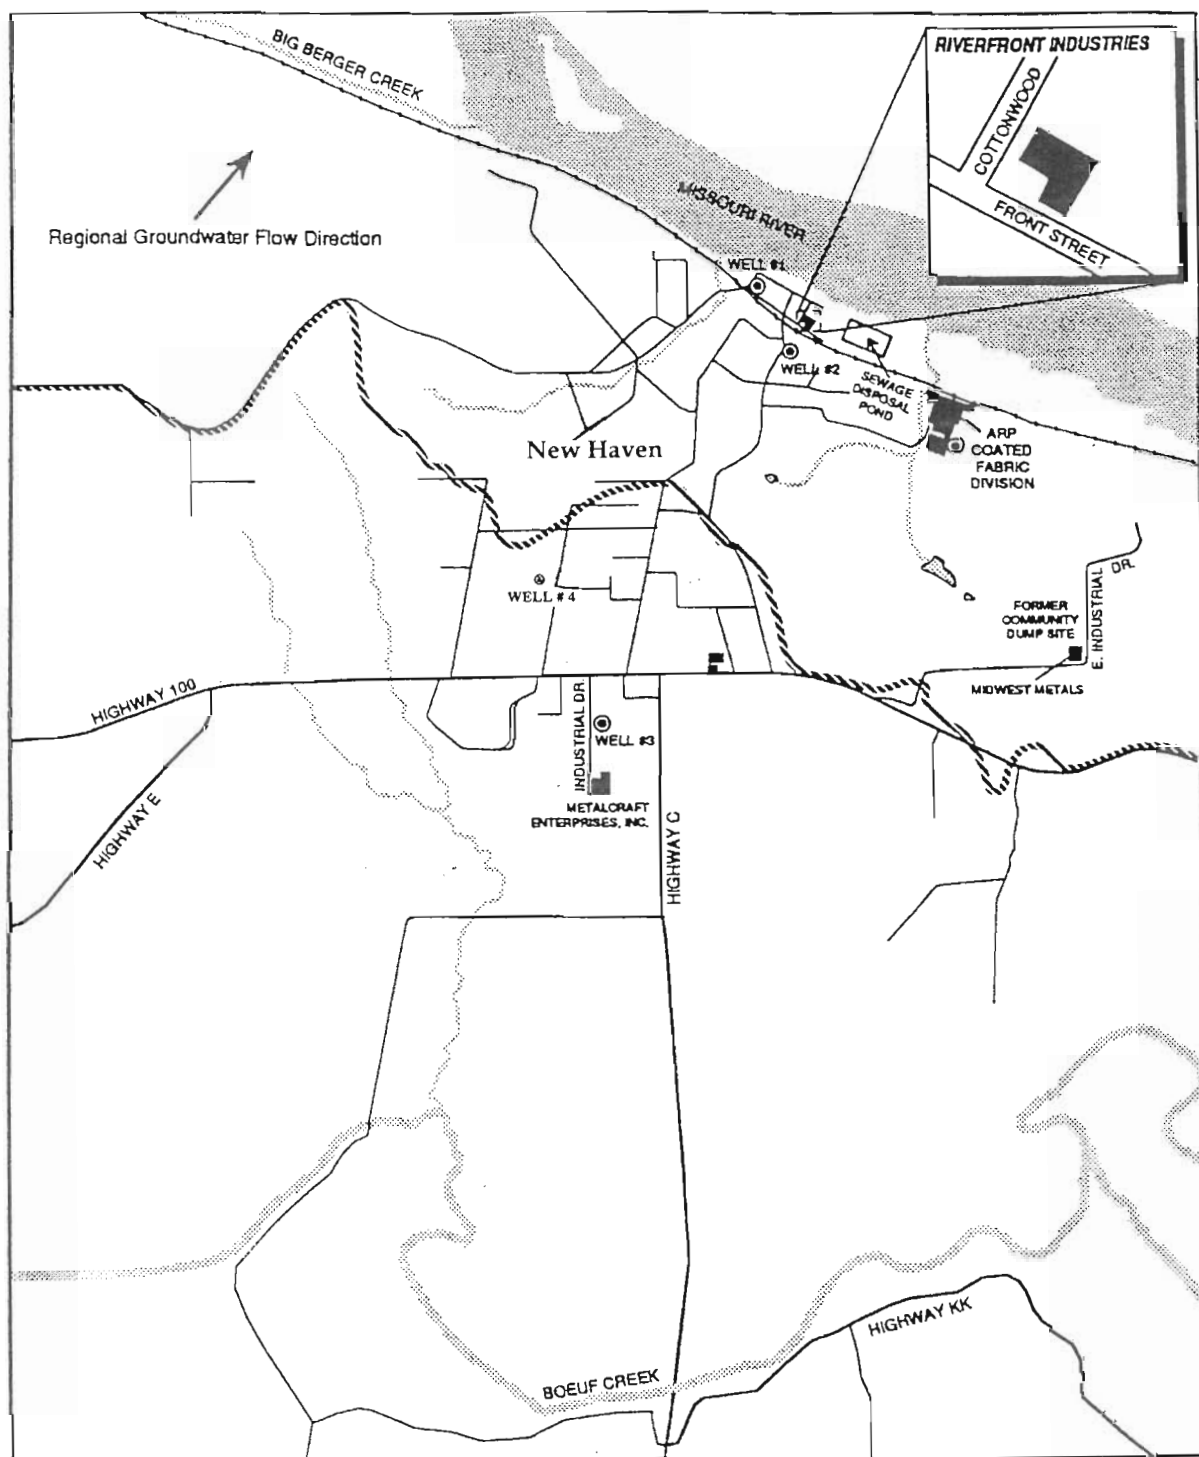 BIG BERGER CREEK
RIVERFRONT INDUSTRIES
COTTONWOOD
FRONT STREET
MISSOURI RIVER
Regional Groundwater Flow Direction
WELL #1
WELL #2
SEWAGE
DISPOSAL
POND
ARP
COATED
FABRIC
DIVISION
New Haven
WELL # 4
FORMER
COMMUNITY
DUMP SITE
E. INDUSTRIAL DR.
MIDWEST METALS
HIGHWAY 100
INDUSTRIAL DR.
WELL #3
HIGHWAY E
METALCRAFT
ENTERPRISES, INC.
HIGHWAY C
HIGHWAY KK
BOEUF CREEK